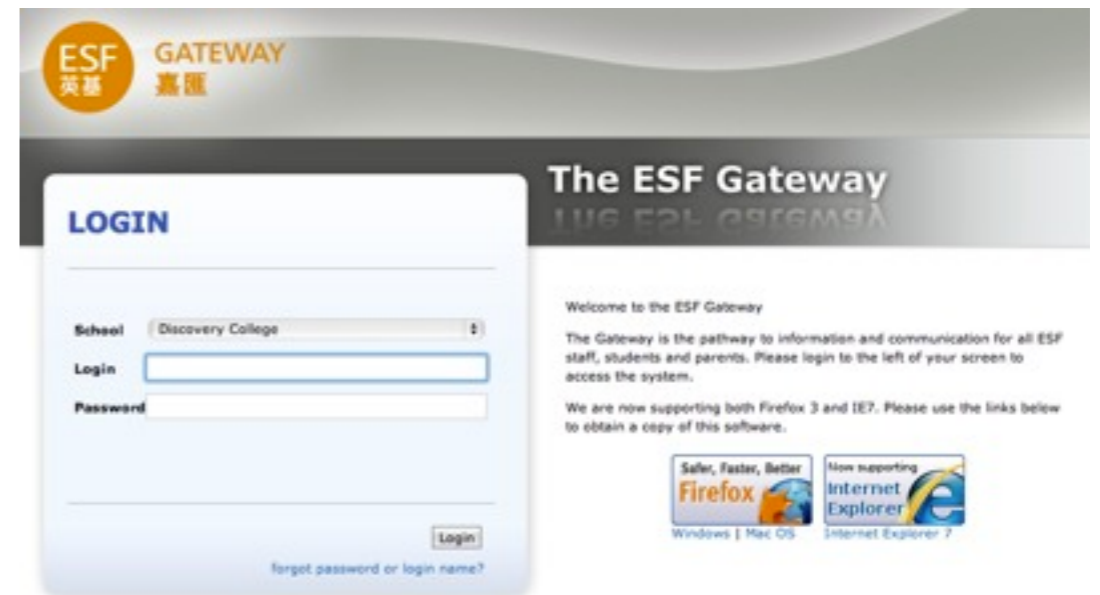 ESF
英基
GATEWAY
嘉匯
The ESF Gateway
LOGIN
School
Discovery College
Login
Password
Login
forgot password or login name?
Welcome to the ESF Gateway
The Gateway is the pathway to information and communication for all ESF
staff, students and parents. Please login to the left of your screen to
access the system.
We are now supporting both Firefox 3 and IE7. Please use the links below
to obtain a copy of this software.
Safer, Faster, Better
Firefox
Windows | Mac OS
Now supporting
Internet
Explorer
Internet Explorer 7